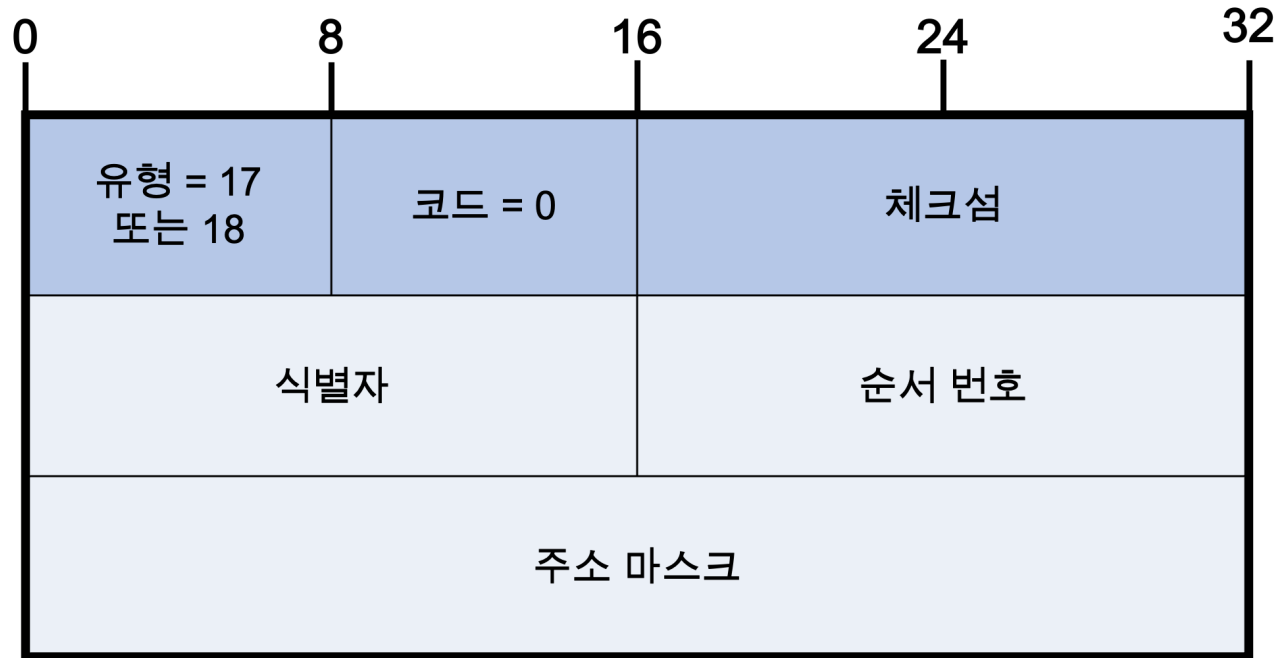 0 8 16 24 32
유형 = 17
또는 18
코드 = 0
체크섬
식별자
순서 번호
주소 마스크